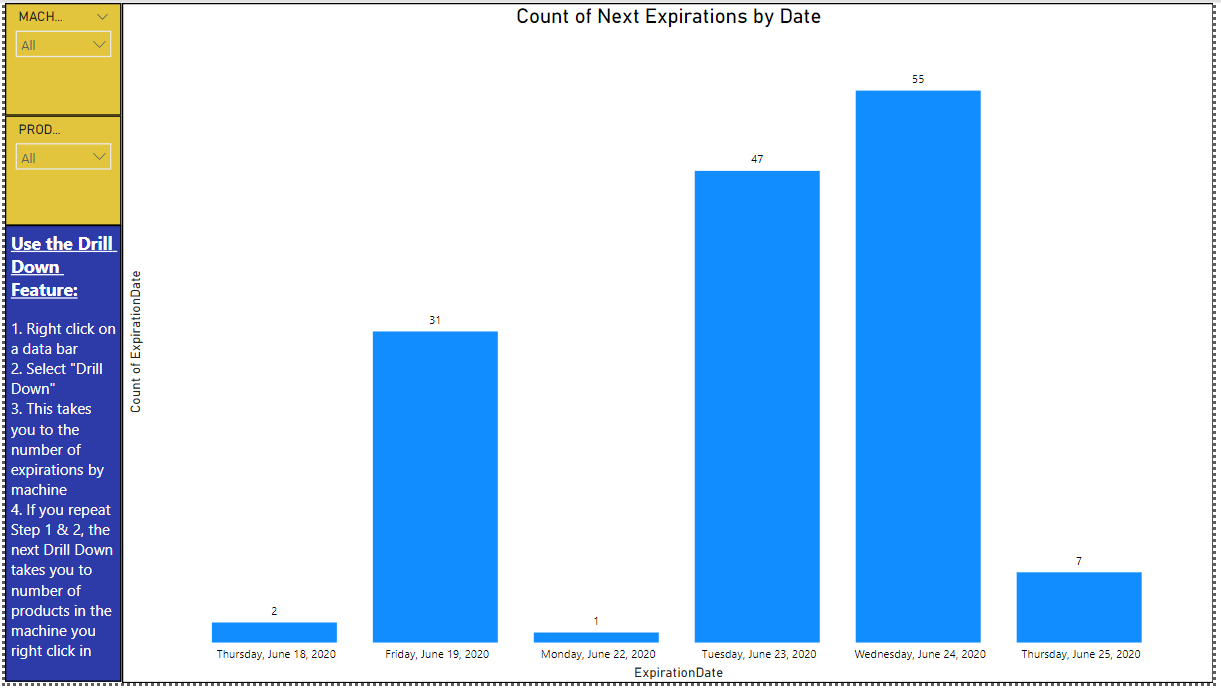 MACH...
All
PROD...
All
Use the Drill
Down
Feature:
1. Right click on
a data bar
2. Select "Drill
Down"
3. This takes
you to the
number of
expirations by
machine
4. If you repeat
Step 1 & 2, the
next Drill Down
takes you to
number of
products in the
machine you
right click in
Count of Next Expirations by Date
Count of ExpirationDate
2
31
1
47
55
7
Thursday, June 18, 2020
Friday, June 19, 2020
Monday, June 22, 2020
Tuesday, June 23, 2020
Wednesday, June 24, 2020
Thursday, June 25, 2020
ExpirationDate